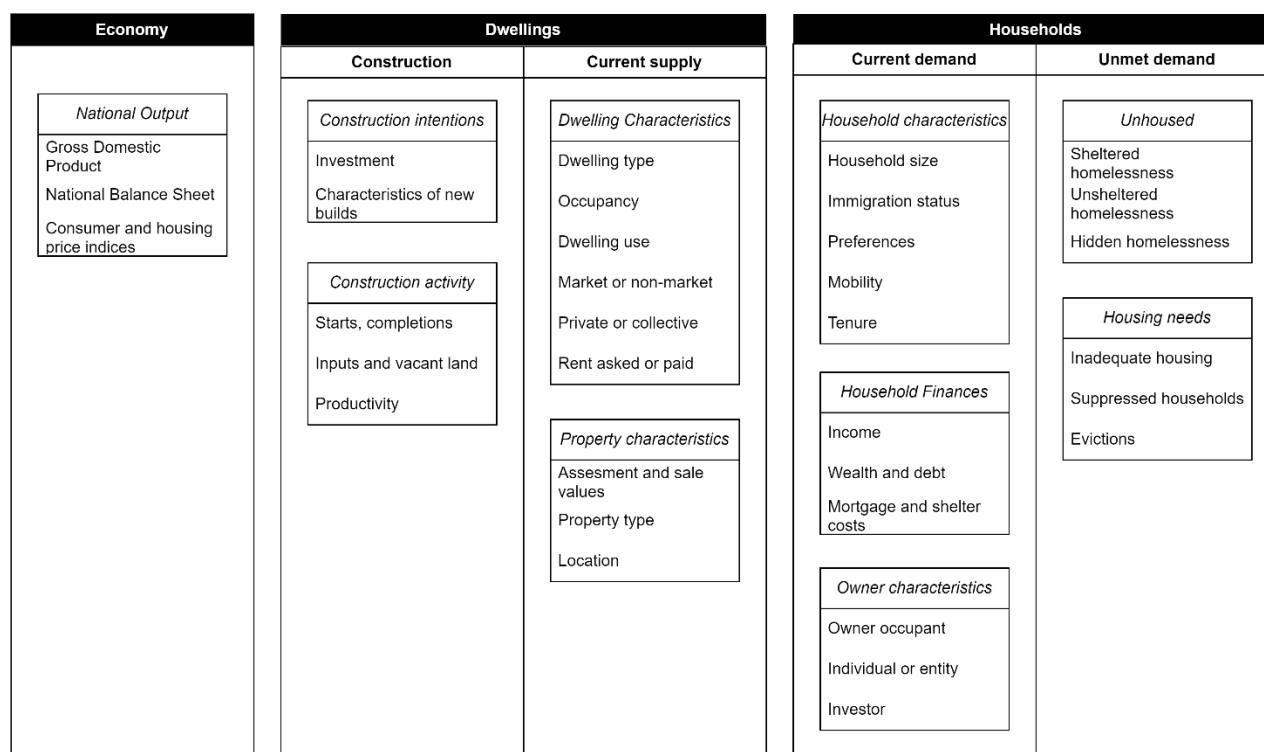 Economy
National Output
Gross Domestic
Product
National Balance Sheet
Consumer and housing
price indices
Dwellings
Construction
Construction intentions
Investment
Characteristics of new
builds
Construction activity
Starts, completions
Inputs and vacant land
Productivity
Current supply
Dwelling Characteristics
Dwelling type
Occupancy
Dwelling use
Market or non-market
Private or collective
Rent asked or paid
Property characteristics
Assesment and sale
values
Property type
Location
Households
Current demand
Household characteristics
Household size
Immigration status
Preferences
Mobility
Tenure
Household Finances
Income
Wealth and debt
Mortgage and shelter
costs
Owner characteristics
Owner occupant
Individual or entity
Investor
Unmet demand
Unhoused
Sheltered
homelessness
Unsheltered
homelessness
Hidden homelessness
Housing needs
Inadequate housing
Suppressed households
Evictions